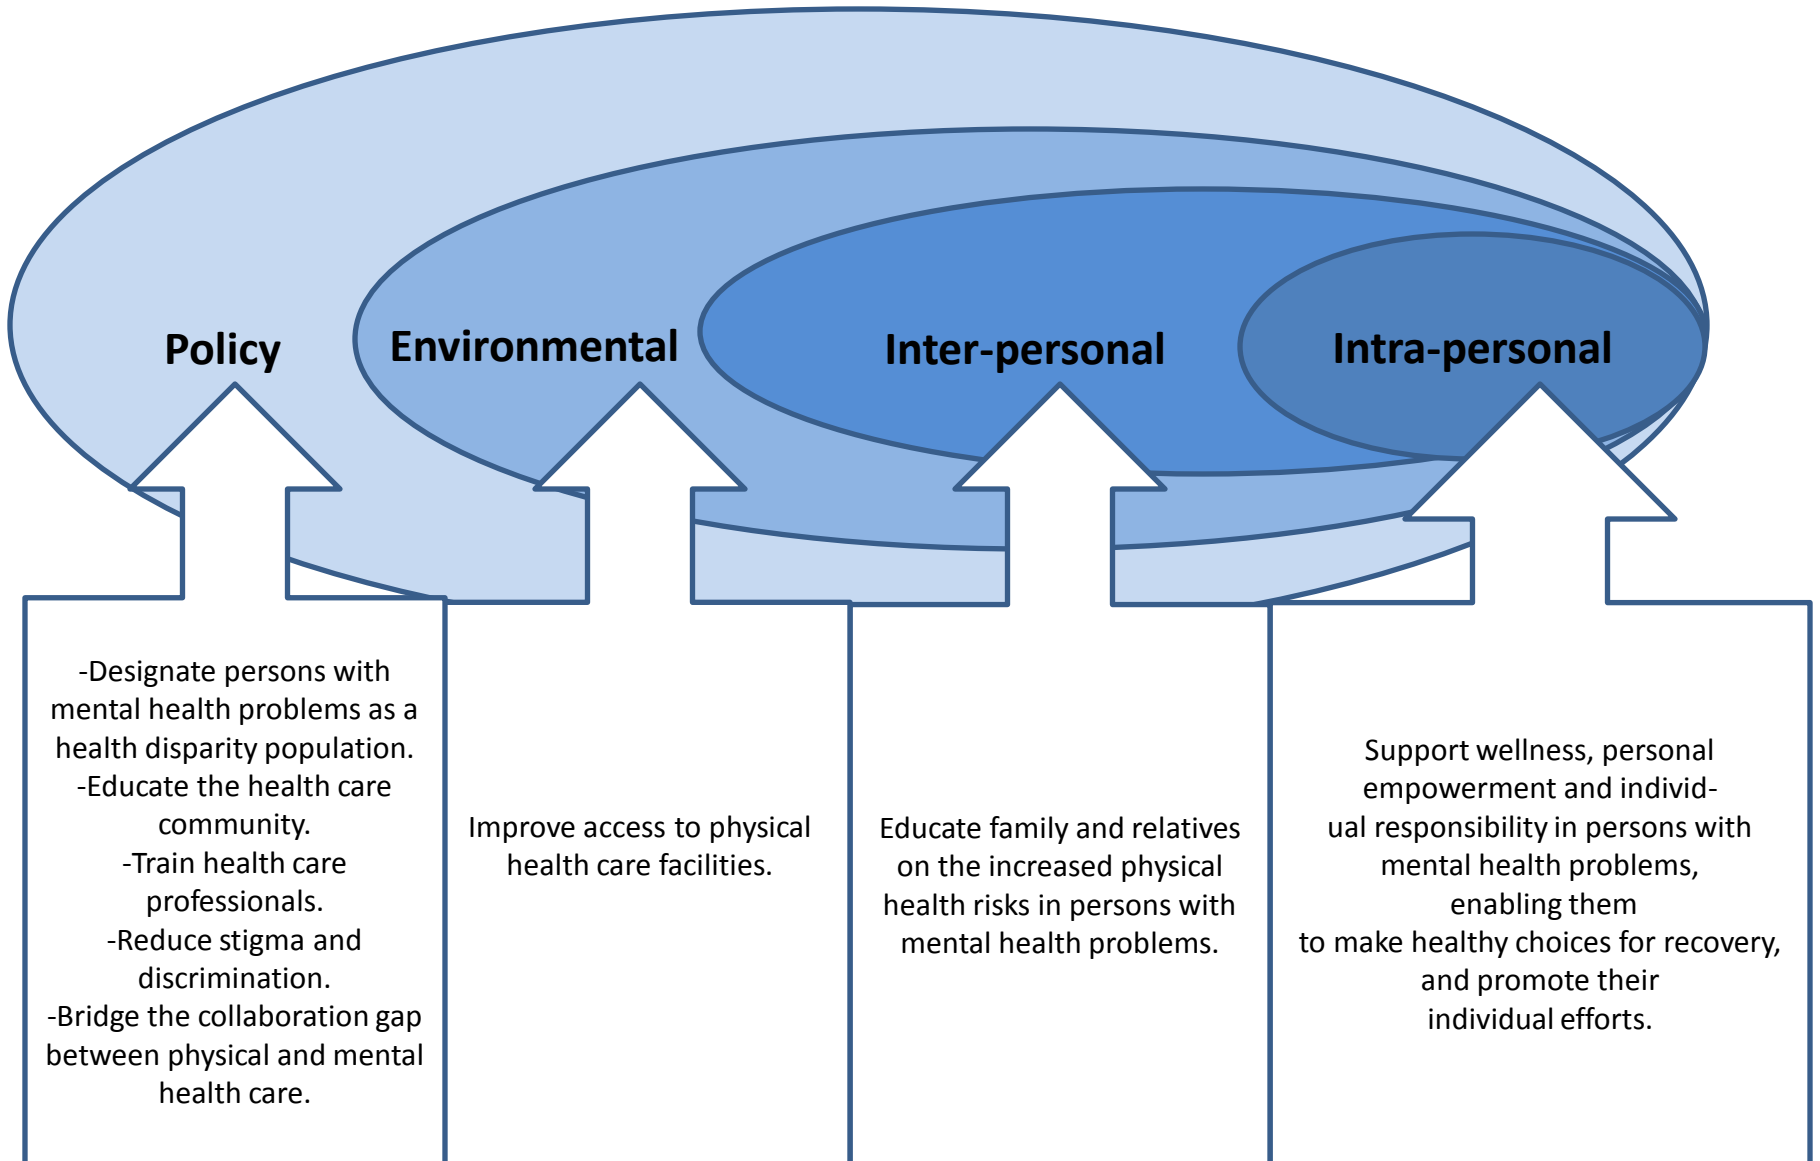 Policy
Environmental
Inter-personal
Intra-personal
-Designate persons with
mental health problems as a
health disparity population.
-Educate the health care
community.
-Train health care
professionals.
-Reduce stigma and
discrimination.
-Bridge the collaboration gap
between physical and mental
health care.
Improve access to physical
health care facilities.
Educate family and relatives
on the increased physical
health risks in persons with
mental health problems.
Support wellness, personal
empowerment and individ-
ual responsibility in persons with
mental health problems,
enabling them
to make healthy choices for recovery,
and promote their
individual efforts.